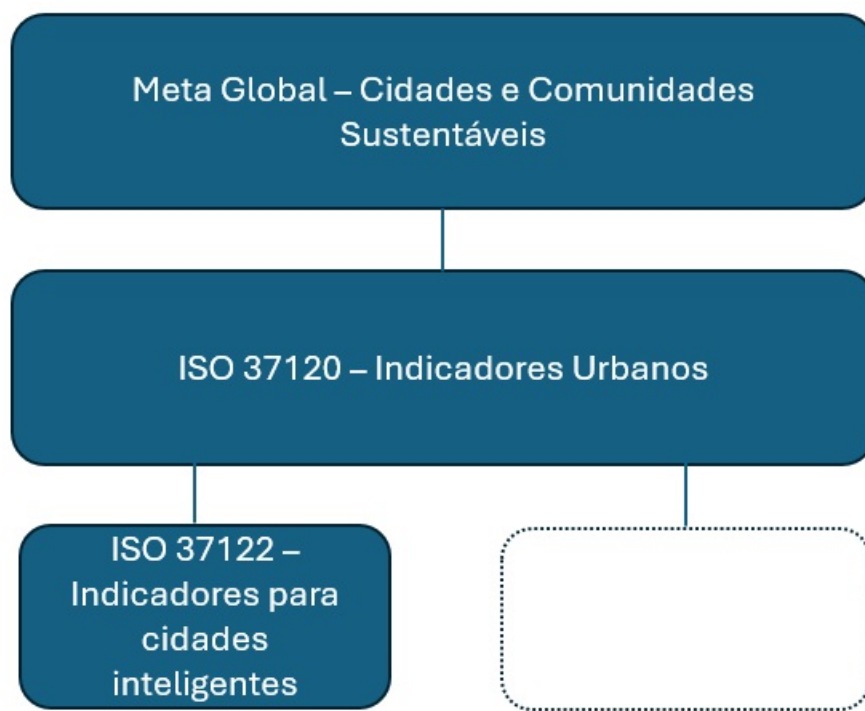 Meta Global – Cidades e Comunidades
Sustentáveis
ISO 37120 – Indicadores Urbanos
ISO 37122 –
Indicadores para
cidades
inteligentes